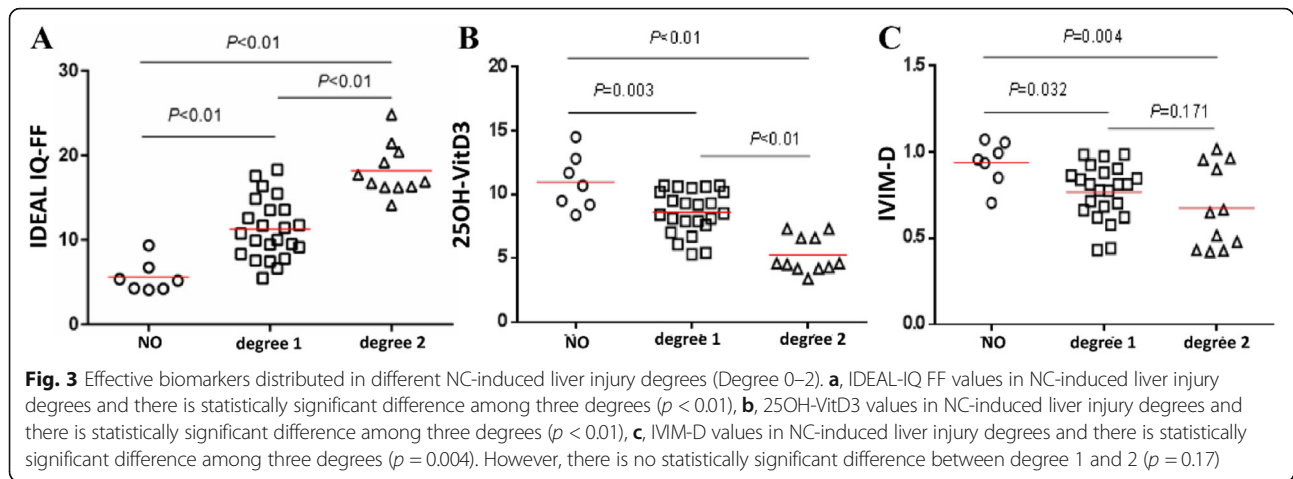 A
P<0.01
P<0.01
P<0.01
30
20
10
0
IDEAL IQ-FF
NO
degree 1
degree 2
B
P<0.01
P=0.003
P<0.01
20
15
10
5
0
25OH-VitD3
NO
degree 1
degree 2
C
P=0.004
P=0.032
P=0.171
1.5
1.0
0.5
0.0
IVIM-D
NO
degree 1
degree 2
Fig. 3 Effective biomarkers distributed in different NC-induced liver injury degrees (Degree 0–2). a, IDEAL-IQ FF values in NC-induced liver injury
degrees and there is statistically significant difference among three degrees (p < 0.01), b, 25OH-VitD3 values in NC-induced liver injury degrees and
there is statistically significant difference among three degrees (p < 0.01), c, IVIM-D values in NC-induced liver injury degrees and there is statistically
significant difference among three degrees (p = 0.004). However, there is no statistically significant difference between degree 1 and 2 (p = 0.17)